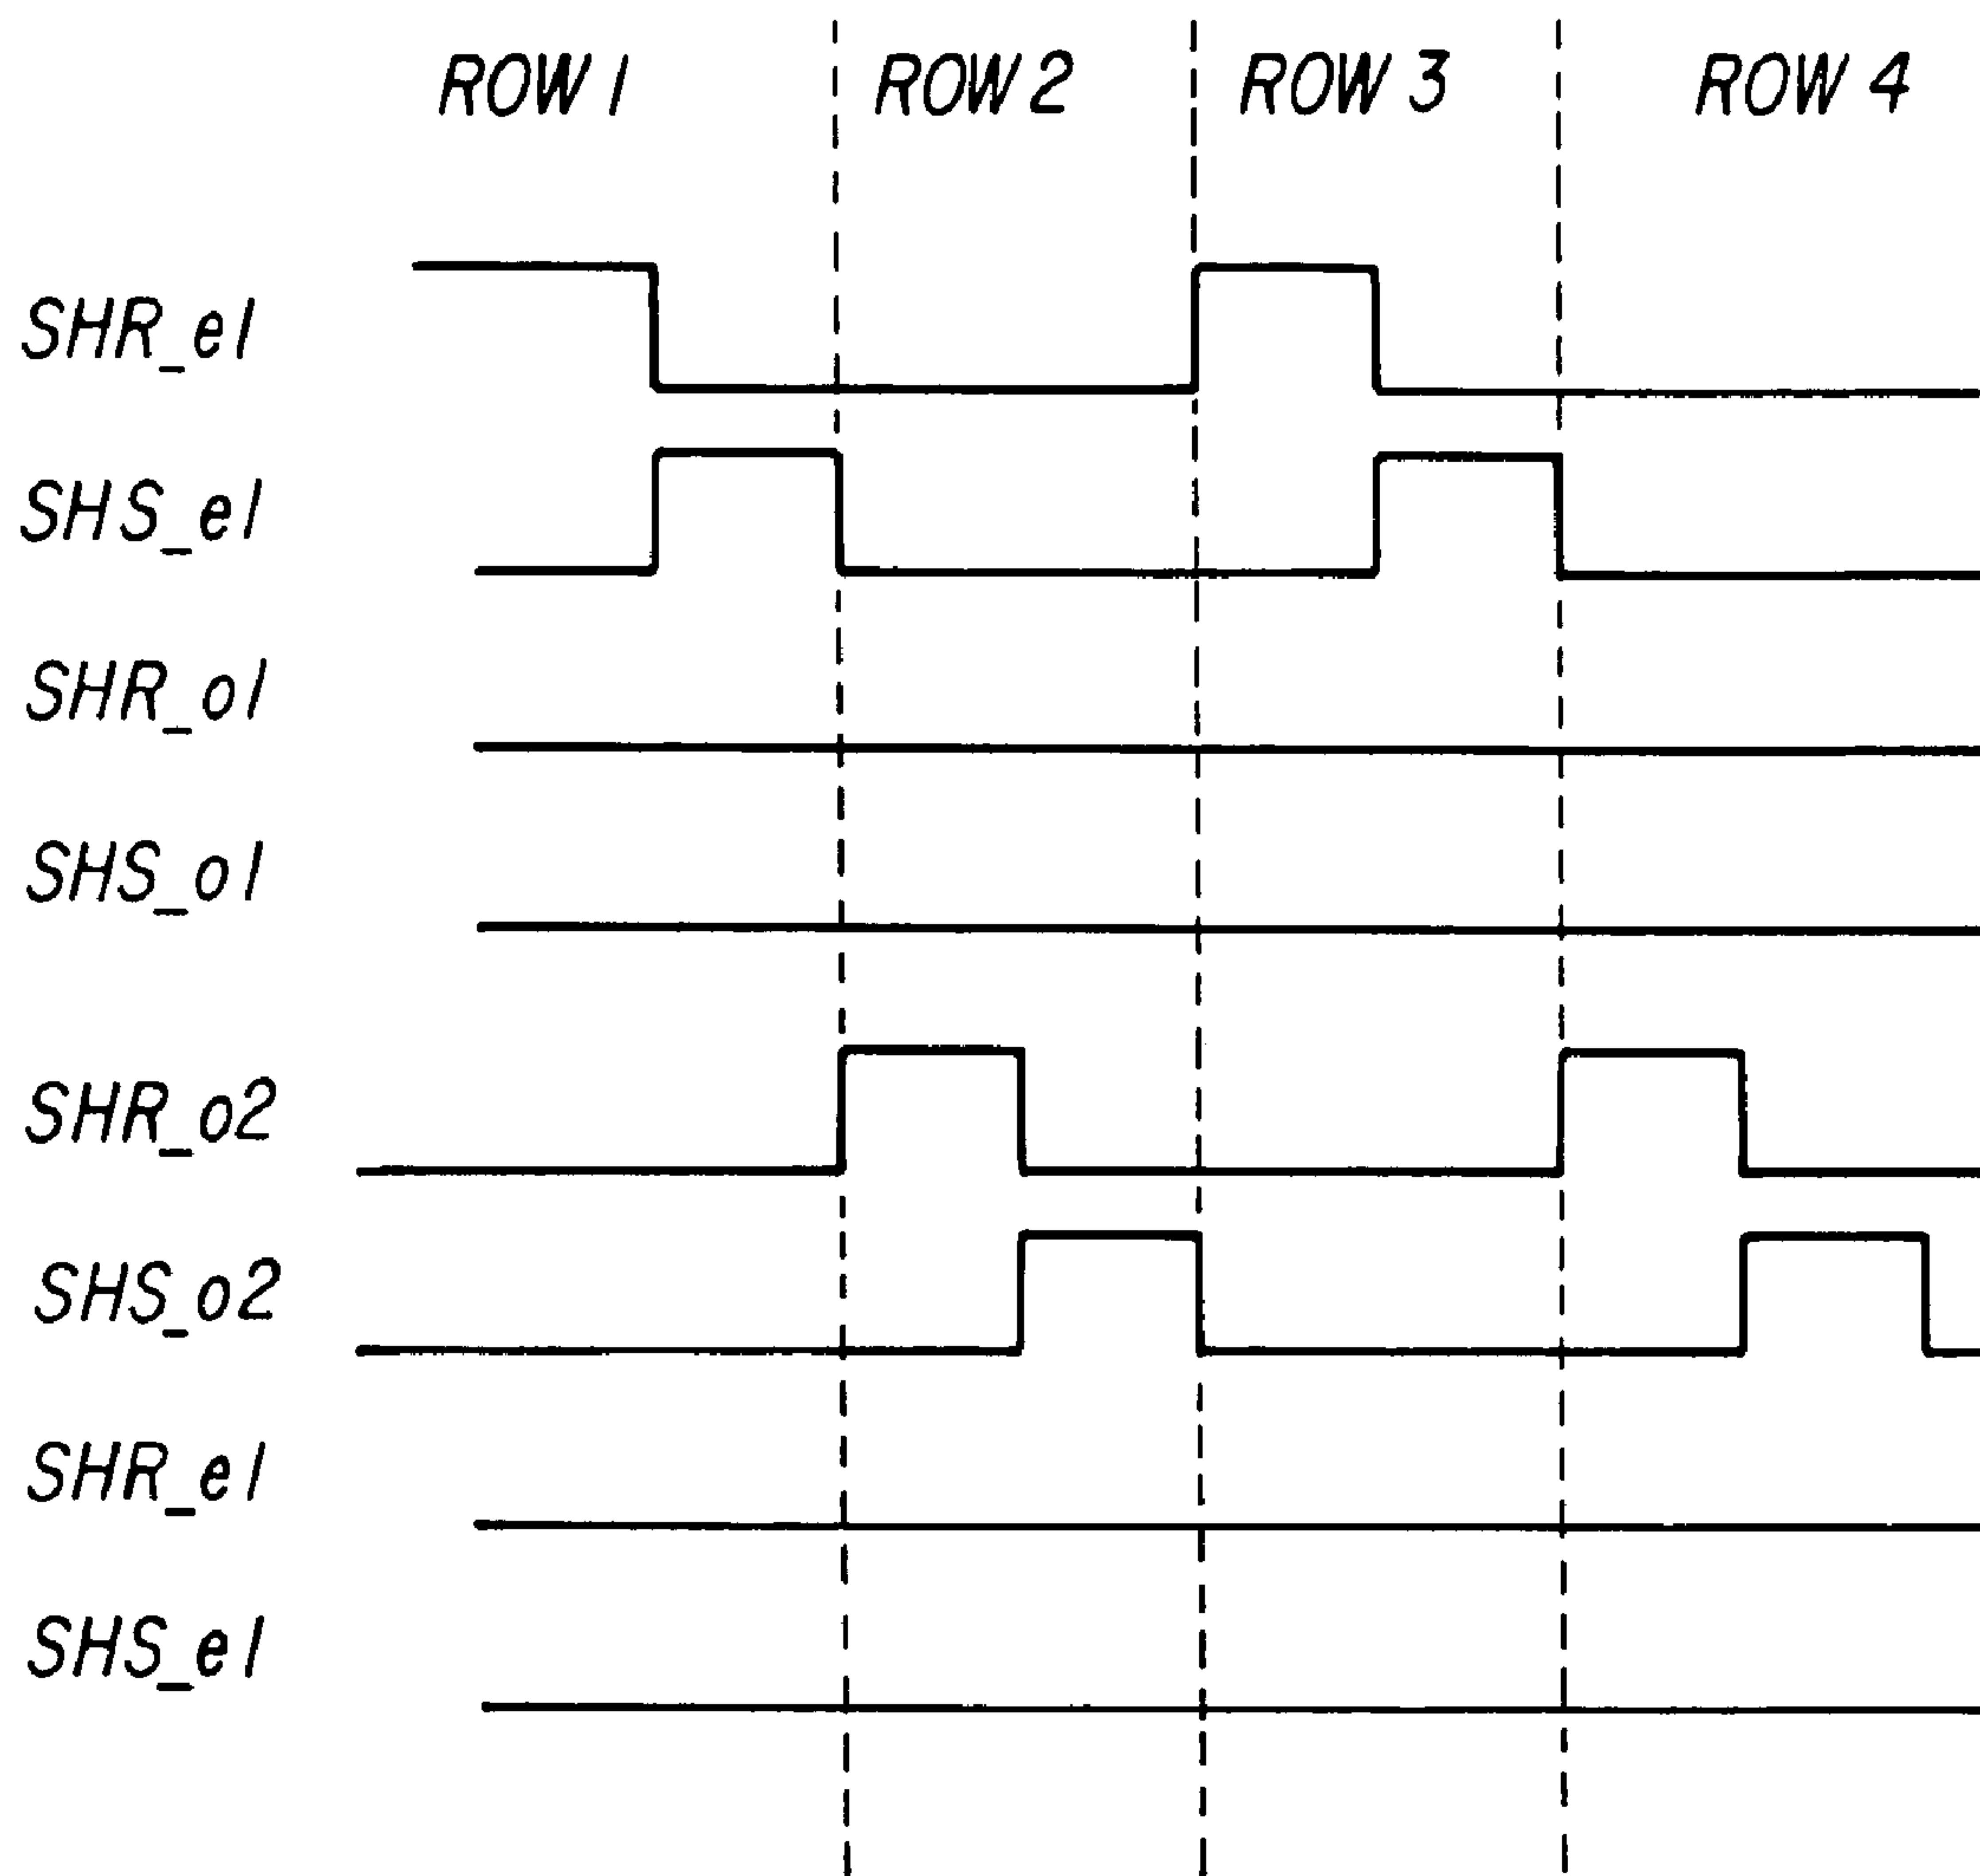 ROW 1 ROW 2 ROW 3 ROW 4
SHR_e1
SHS_e1
SHR_o1
SHS_o1
SHR_o2
SHS_o2
SHR_e1
SHS_e1